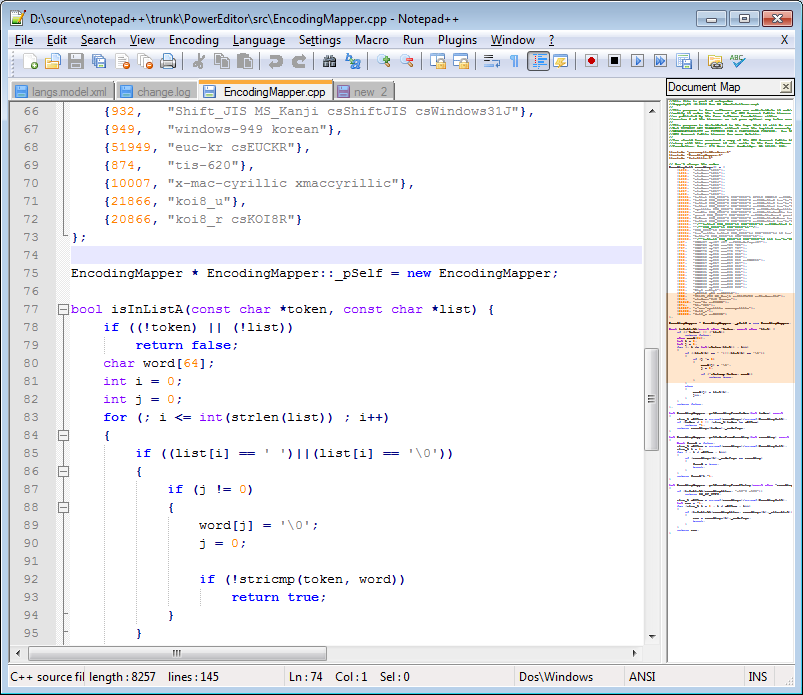 D:\source\notepad++\trunk\PowerEditor\src\EncodingMapper.cpp - Notepad++
File Edit Search View Encoding Language Settings Macro Run Plugins Window ? X
langs.model.xml change.log EncodingMapper.cpp new 2
Document Map
66 {932, "Shift_JIS MS_Kanji csShiftJIS csWindows31J"},
67 {949, "windows-949 korean"},
68 {51949, "euc-kr csEUCKR"},
69 {874, "tis-620"},
70 {10007, "x-mac-cyrillic xmaccyrillic"},
71 {21866, "koi8_u"},
72 {20866, "koi8_r csKOI8R"}
73 };
74
75 EncodingMapper * EncodingMapper::_pSelf = new EncodingMapper;
76
77 bool isInListA(const char *token, const char *list) {
78 if ((!token) || (!list))
79 return false;
80 char word[64];
81 int i = 0;
82 int j = 0;
83 for (; i <= int(strlen(list)) ; i++)
84 {
85 if ((list[i] == ' ')||(list[i] == '\0'))
86 {
87 if (j != 0)
88 {
89 word[j] = '\0';
90 j = 0;
91
92 if (!stricmp(token, word))
93 return true;
94 }
95 }
C++ source fil length : 8257 lines : 145 Ln : 74 Col : 1 Sel : 0 Dos\Windows ANSI INS